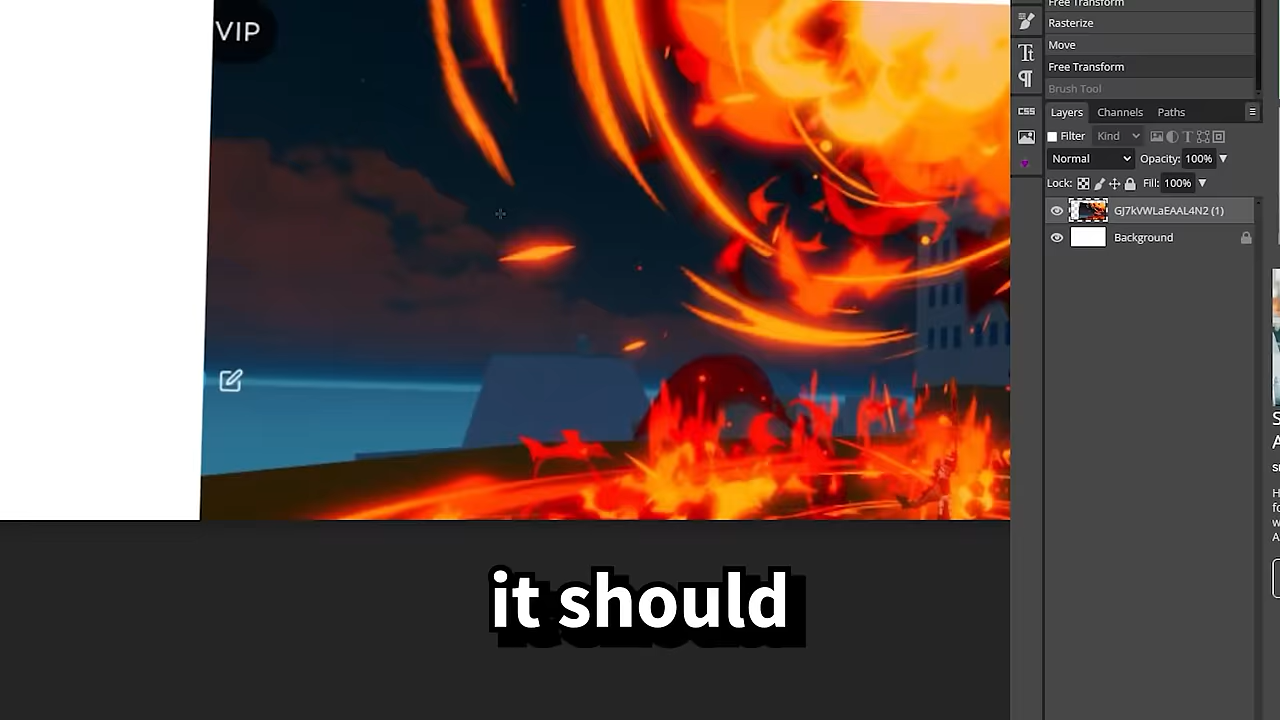 VIP
Free Transform
Rasterize
Move
Free Transform
Brush Tool
Layers Channels Paths
Filter Kind
Normal Opacity: 100%
Lock: Fill: 100%
GJ7kVWLaEAAL4N2 (1)
Background
CSS
it should